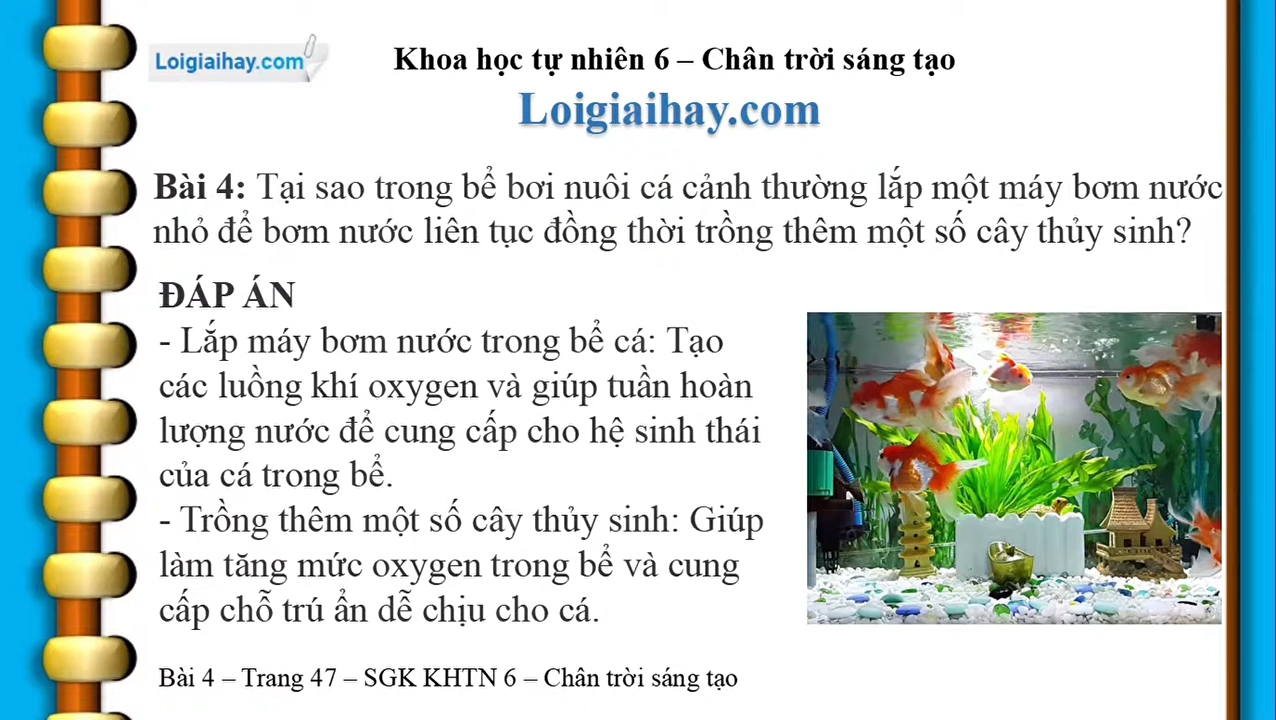 Loigiaihay.com
Khoa học tự nhiên 6 – Chân trời sáng tạo
Loigiaihay.com
Bài 4: Tại sao trong bể bơi nuôi cá cảnh thường lắp một máy bơm nước
nhỏ để bơm nước liên tục đồng thời trồng thêm một số cây thủy sinh?
ĐÁP ÁN
- Lắp máy bơm nước trong bể cá: Tạo
các luồng khí oxygen và giúp tuần hoàn
lượng nước để cung cấp cho hệ sinh thái
của cá trong bể.
- Trồng thêm một số cây thủy sinh: Giúp
làm tăng mức oxygen trong bể và cung
cấp chỗ trú ẩn dễ chịu cho cá.
Bài 4 – Trang 47 – SGK KHTN 6 – Chân trời sáng tạo